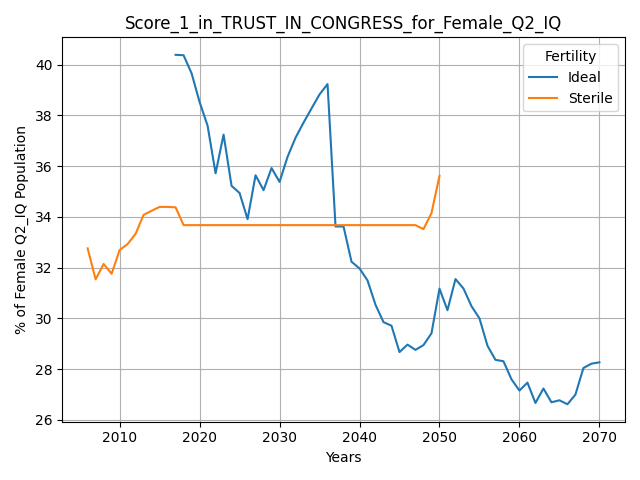 Score_1_in_TRUST_IN_CONGRESS_for_Female_Q2_IQ
Fertility
Ideal
Sterile
% of Female Q2_IQ Population
40
38
36
34
32
30
28
26
2010
2020
2030
2040
2050
2060
2070
Years